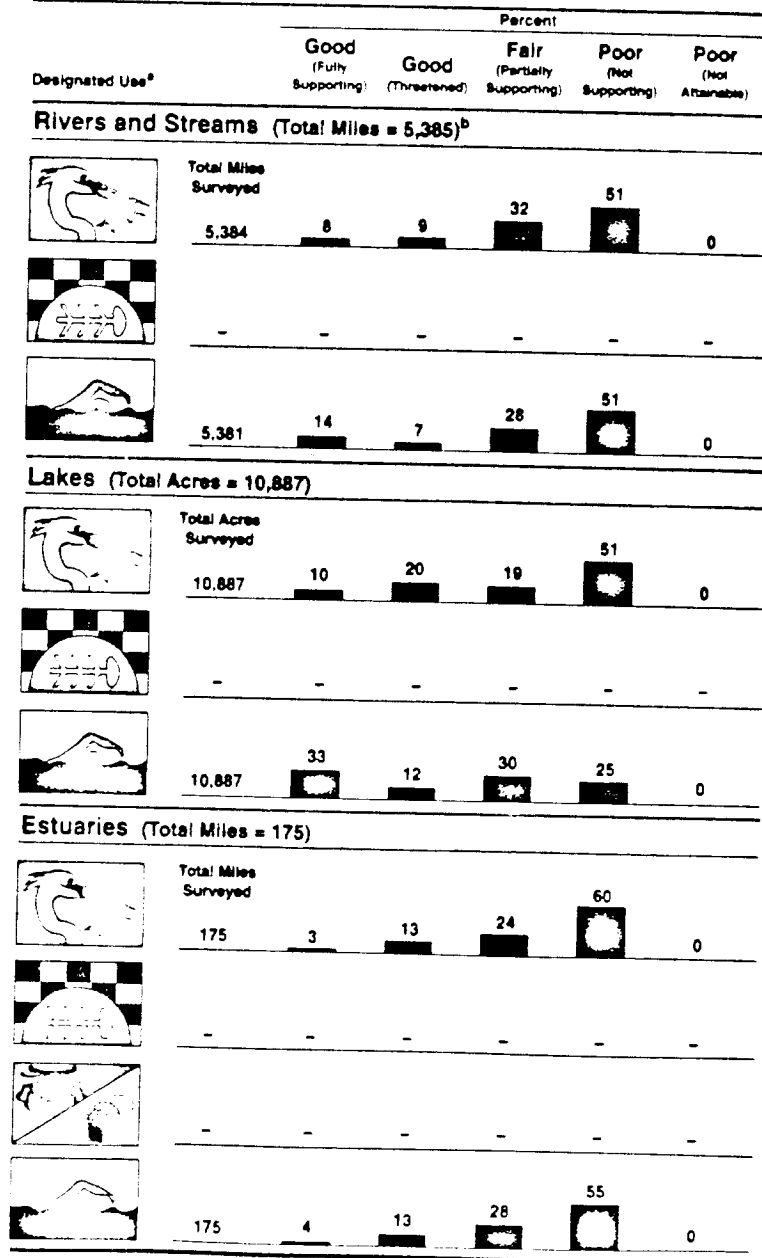 Percent
Designated Useᵃ Good (Fully Supporting) Good (Threatened) Fair (Partially Supporting) Poor (Not Supporting) Poor (Not Attainable)
Rivers and Streams (Total Miles = 5,385)ᵇ
Total Miles Surveyed
5,384 8 9 32 51 0
- - - - - -
5,381 14 7 28 51 0
Lakes (Total Acres = 10,887)
Total Acres Surveyed
10,887 10 20 19 51 0
- - - - - -
10,887 33 12 30 25 0
Estuaries (Total Miles = 175)
Total Miles Surveyed
175 3 13 24 60 0
- - - - - -
- - - - - -
175 4 13 28 55 0